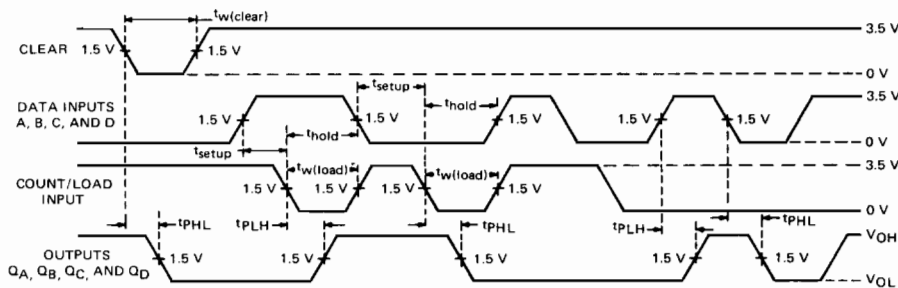 tw(clear)
3.5 V
CLEAR 1.5 V 1.5 V
0 V
tsetup
3.5 V
DATA INPUTS
A, B, C, AND D
1.5 V 1.5 V thold 1.5 V 1.5 V 1.5 V
thold
0 V
tsetup
tw(load) tw(load)
3.5 V
COUNT/LOAD
INPUT
1.5 V 1.5 V 1.5 V 1.5 V
0 V
tPHL tPLH tPHL tPLH tPHL
VOH
OUTPUTS
QA, QB, QC, AND QD
1.5 V 1.5 V 1.5 V 1.5 V 1.5 V
VOL